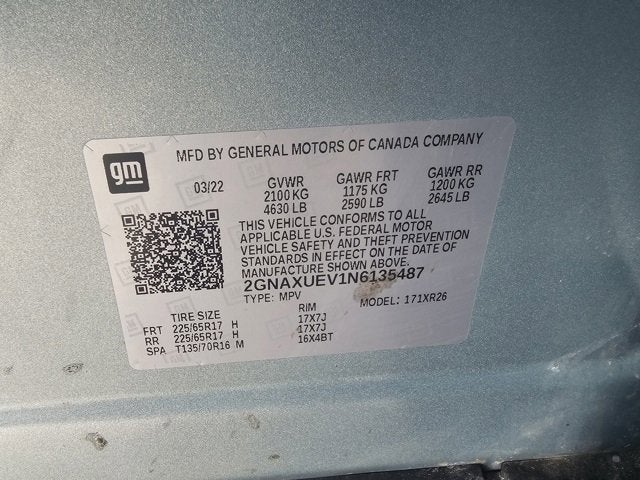 gm
MFD BY GENERAL MOTORS OF CANADA COMPANY
03/22 GVWR GAWR FRT GAWR RR
2100 KG 1175 KG 1200 KG
4630 LB 2590 LB 2645 LB
THIS VEHICLE CONFORMS TO ALL
APPLICABLE U.S. FEDERAL MOTOR
VEHICLE SAFETY AND THEFT PREVENTION
STANDARDS IN EFFECT ON THE DATE OF
MANUFACTURE SHOWN ABOVE.
2GNAXUEV1N6135487
TYPE: MPV MODEL: 171XR26
TIRE SIZE RIM
FRT 225/65R17 H 17X7J
RR 225/65R17 H 17X7J
SPA T135/70R16 M 16X4BT